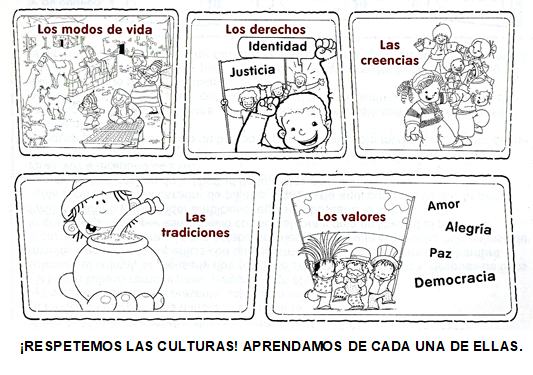 Los modos de vida
Los derechos
Identidad
Justicia
Las
creencias
Las
tradiciones
Los valores
Amor
Alegría
Paz
Democracia
¡RESPETEMOS LAS CULTURAS! APRENDAMOS DE CADA UNA DE ELLAS.